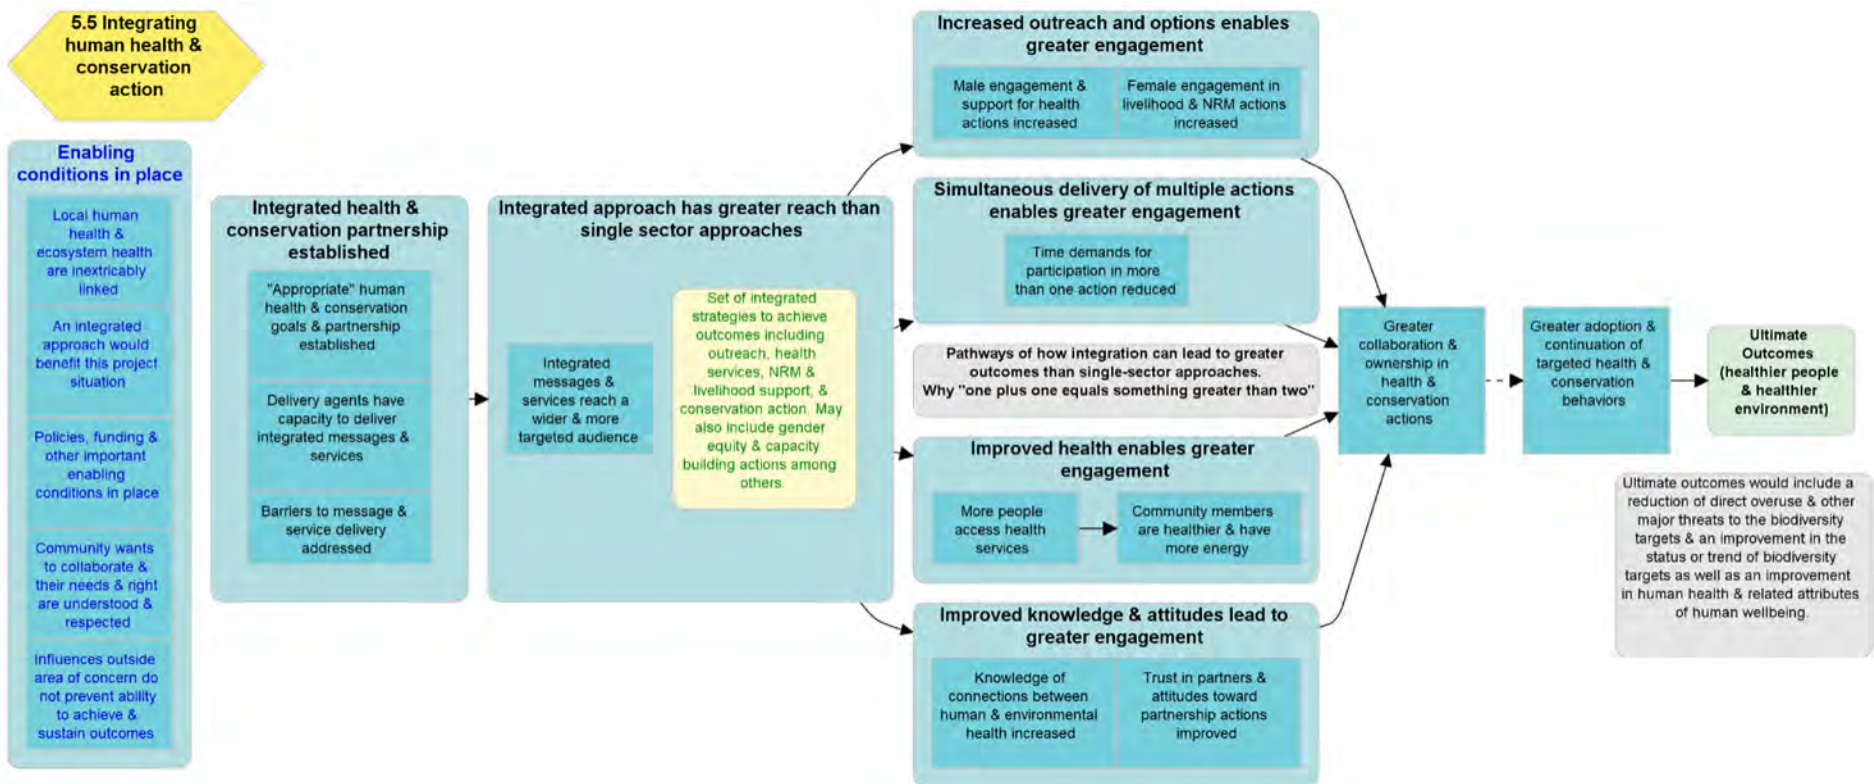 5.5 Integrating
human health &
conservation
action
Enabling
conditions in place
Local human
health &
ecosystem health
are inextricably
linked
An integrated
approach would
benefit this project
situation
Policies, funding &
other important
enabling
conditions in place
Community wants
to collaborate &
their needs & right
are understood &
respected
Influences outside
area of concern do
not prevent ability
to achieve &
sustain outcomes
Integrated health &
conservation partnership
established
"Appropriate" human
health & conservation
goals & partnership
established
Delivery agents have
capacity to deliver
integrated messages &
services
Barriers to message &
service delivery
addressed
Integrated approach has greater reach than
single sector approaches
Integrated
messages &
services reach a
wider & more
targeted audience
Set of integrated
strategies to achieve
outcomes including
outreach, health
services, NRM &
livelihood support, &
conservation action. May
also include gender
equity & capacity
building actions among
others.
Increased outreach and options enables
greater engagement
Male engagement &
support for health
actions increased
Female engagement in
livelihood & NRM actions
increased
Simultaneous delivery of multiple actions
enables greater engagement
Time demands for
participation in more
than one action reduced
Pathways of how integration can lead to greater
outcomes than single-sector approaches.
Why "one plus one equals something greater than two"
Improved health enables greater
engagement
More people
access health
services
Community members
are healthier & have
more energy
Improved knowledge & attitudes lead to
greater engagement
Knowledge of
connections between
human & environmental
health increased
Trust in partners &
attitudes toward
partnership actions
improved
Greater
collaboration &
ownership in
health &
conservation
actions
Greater adoption &
continuation of
targeted health &
conservation
behaviors
Ultimate
Outcomes
(healthier people
& healthier
environment)
Ultimate outcomes would include a
reduction of direct overuse & other
major threats to the biodiversity
targets & an improvement in the
status or trend of biodiversity
targets as well as an improvement
in human health & related attributes
of human wellbeing.